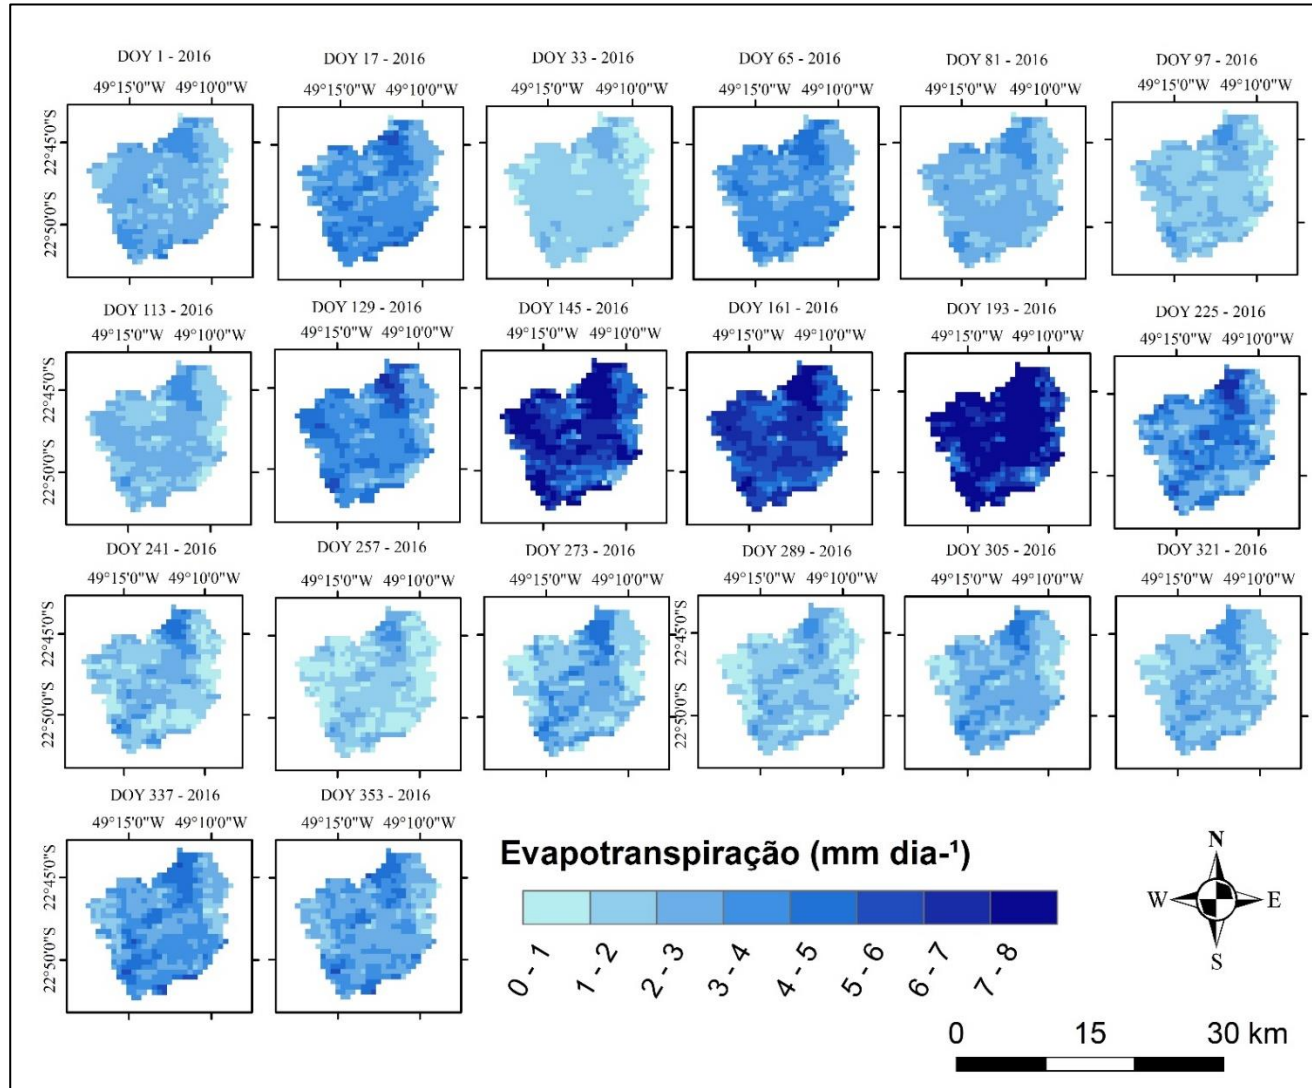 DOY 1 - 2016 DOY 17 - 2016 DOY 33 - 2016 DOY 65 - 2016 DOY 81 - 2016 DOY 97 - 2016
49°15'0"W 49°10'0"W 49°15'0"W 49°10'0"W 49°15'0"W 49°10'0"W 49°15'0"W 49°10'0"W 49°15'0"W 49°10'0"W 49°15'0"W 49°10'0"W
22°45'0"S
22°50'0"S
DOY 113 - 2016 DOY 129 - 2016 DOY 145 - 2016 DOY 161 - 2016 DOY 193 - 2016 DOY 225 - 2016
49°15'0"W 49°10'0"W 49°15'0"W 49°10'0"W 49°15'0"W 49°10'0"W 49°15'0"W 49°10'0"W 49°15'0"W 49°10'0"W 49°15'0"W 49°10'0"W
22°45'0"S
22°50'0"S
DOY 241 - 2016 DOY 257 - 2016 DOY 273 - 2016 DOY 289 - 2016 DOY 305 - 2016 DOY 321 - 2016
49°15'0"W 49°10'0"W 49°15'0"W 49°10'0"W 49°15'0"W 49°10'0"W 49°15'0"W 49°10'0"W 49°15'0"W 49°10'0"W 49°15'0"W 49°10'0"W
22°45'0"S 22°45'0"S
22°50'0"S 22°50'0"S
DOY 337 - 2016 DOY 353 - 2016
49°15'0"W 49°10'0"W 49°15'0"W 49°10'0"W
22°45'0"S
22°50'0"S
Evapotranspiração (mm dia-¹)
0 - 1 1 - 2 2 - 3 3 - 4 4 - 5 5 - 6 6 - 7 7 - 8
N
W E
S
0 15 30 km